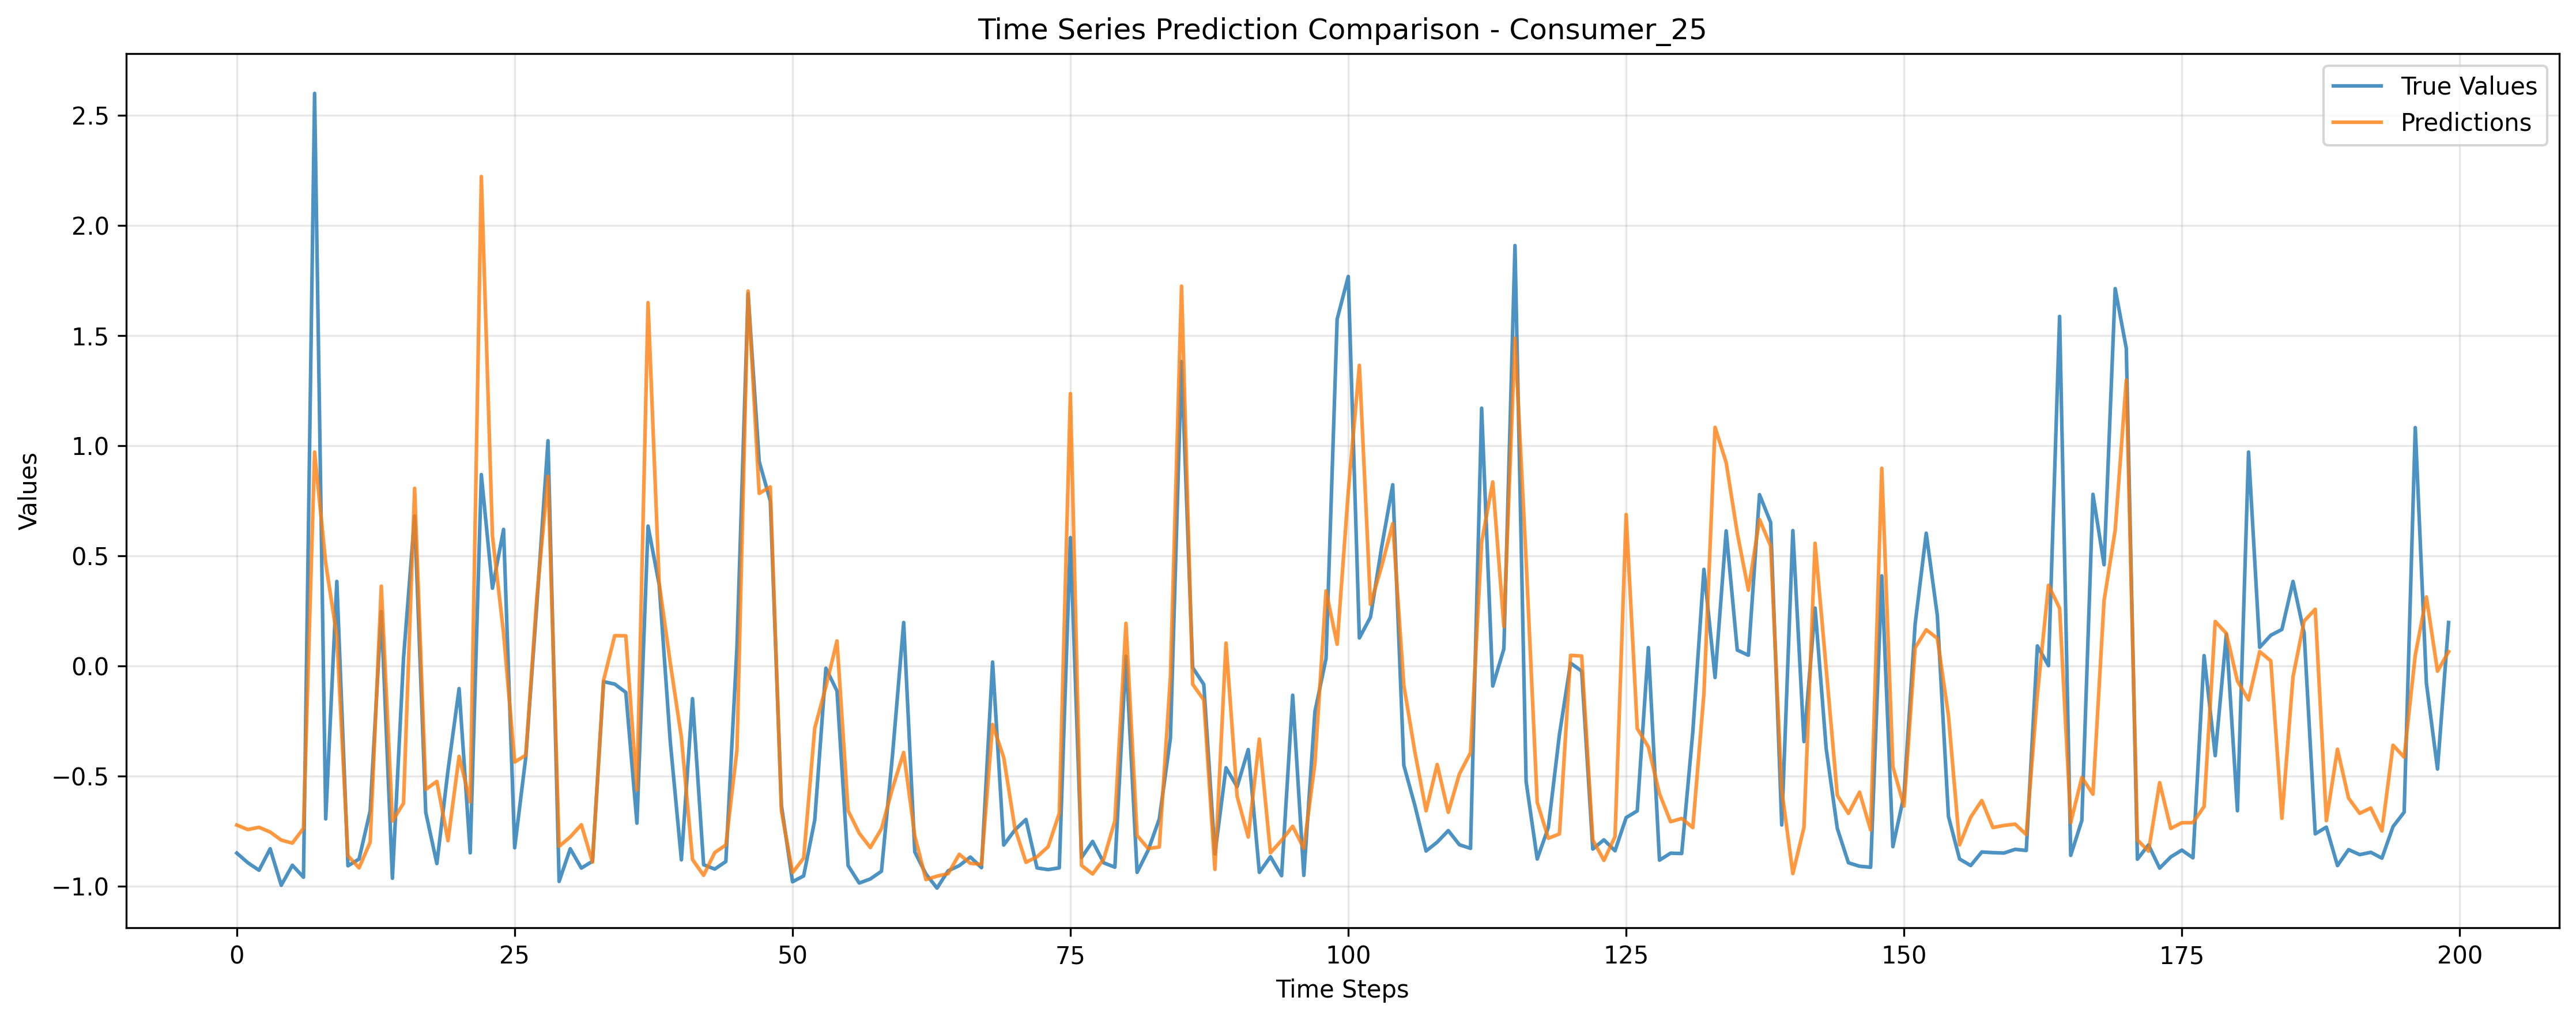 Time Series Prediction Comparison - Consumer_25
True Values
Predictions
Values
2.5
2.0
1.5
1.0
0.5
0.0
−0.5
−1.0
0 25 50 75 100 125 150 175 200
Time Steps